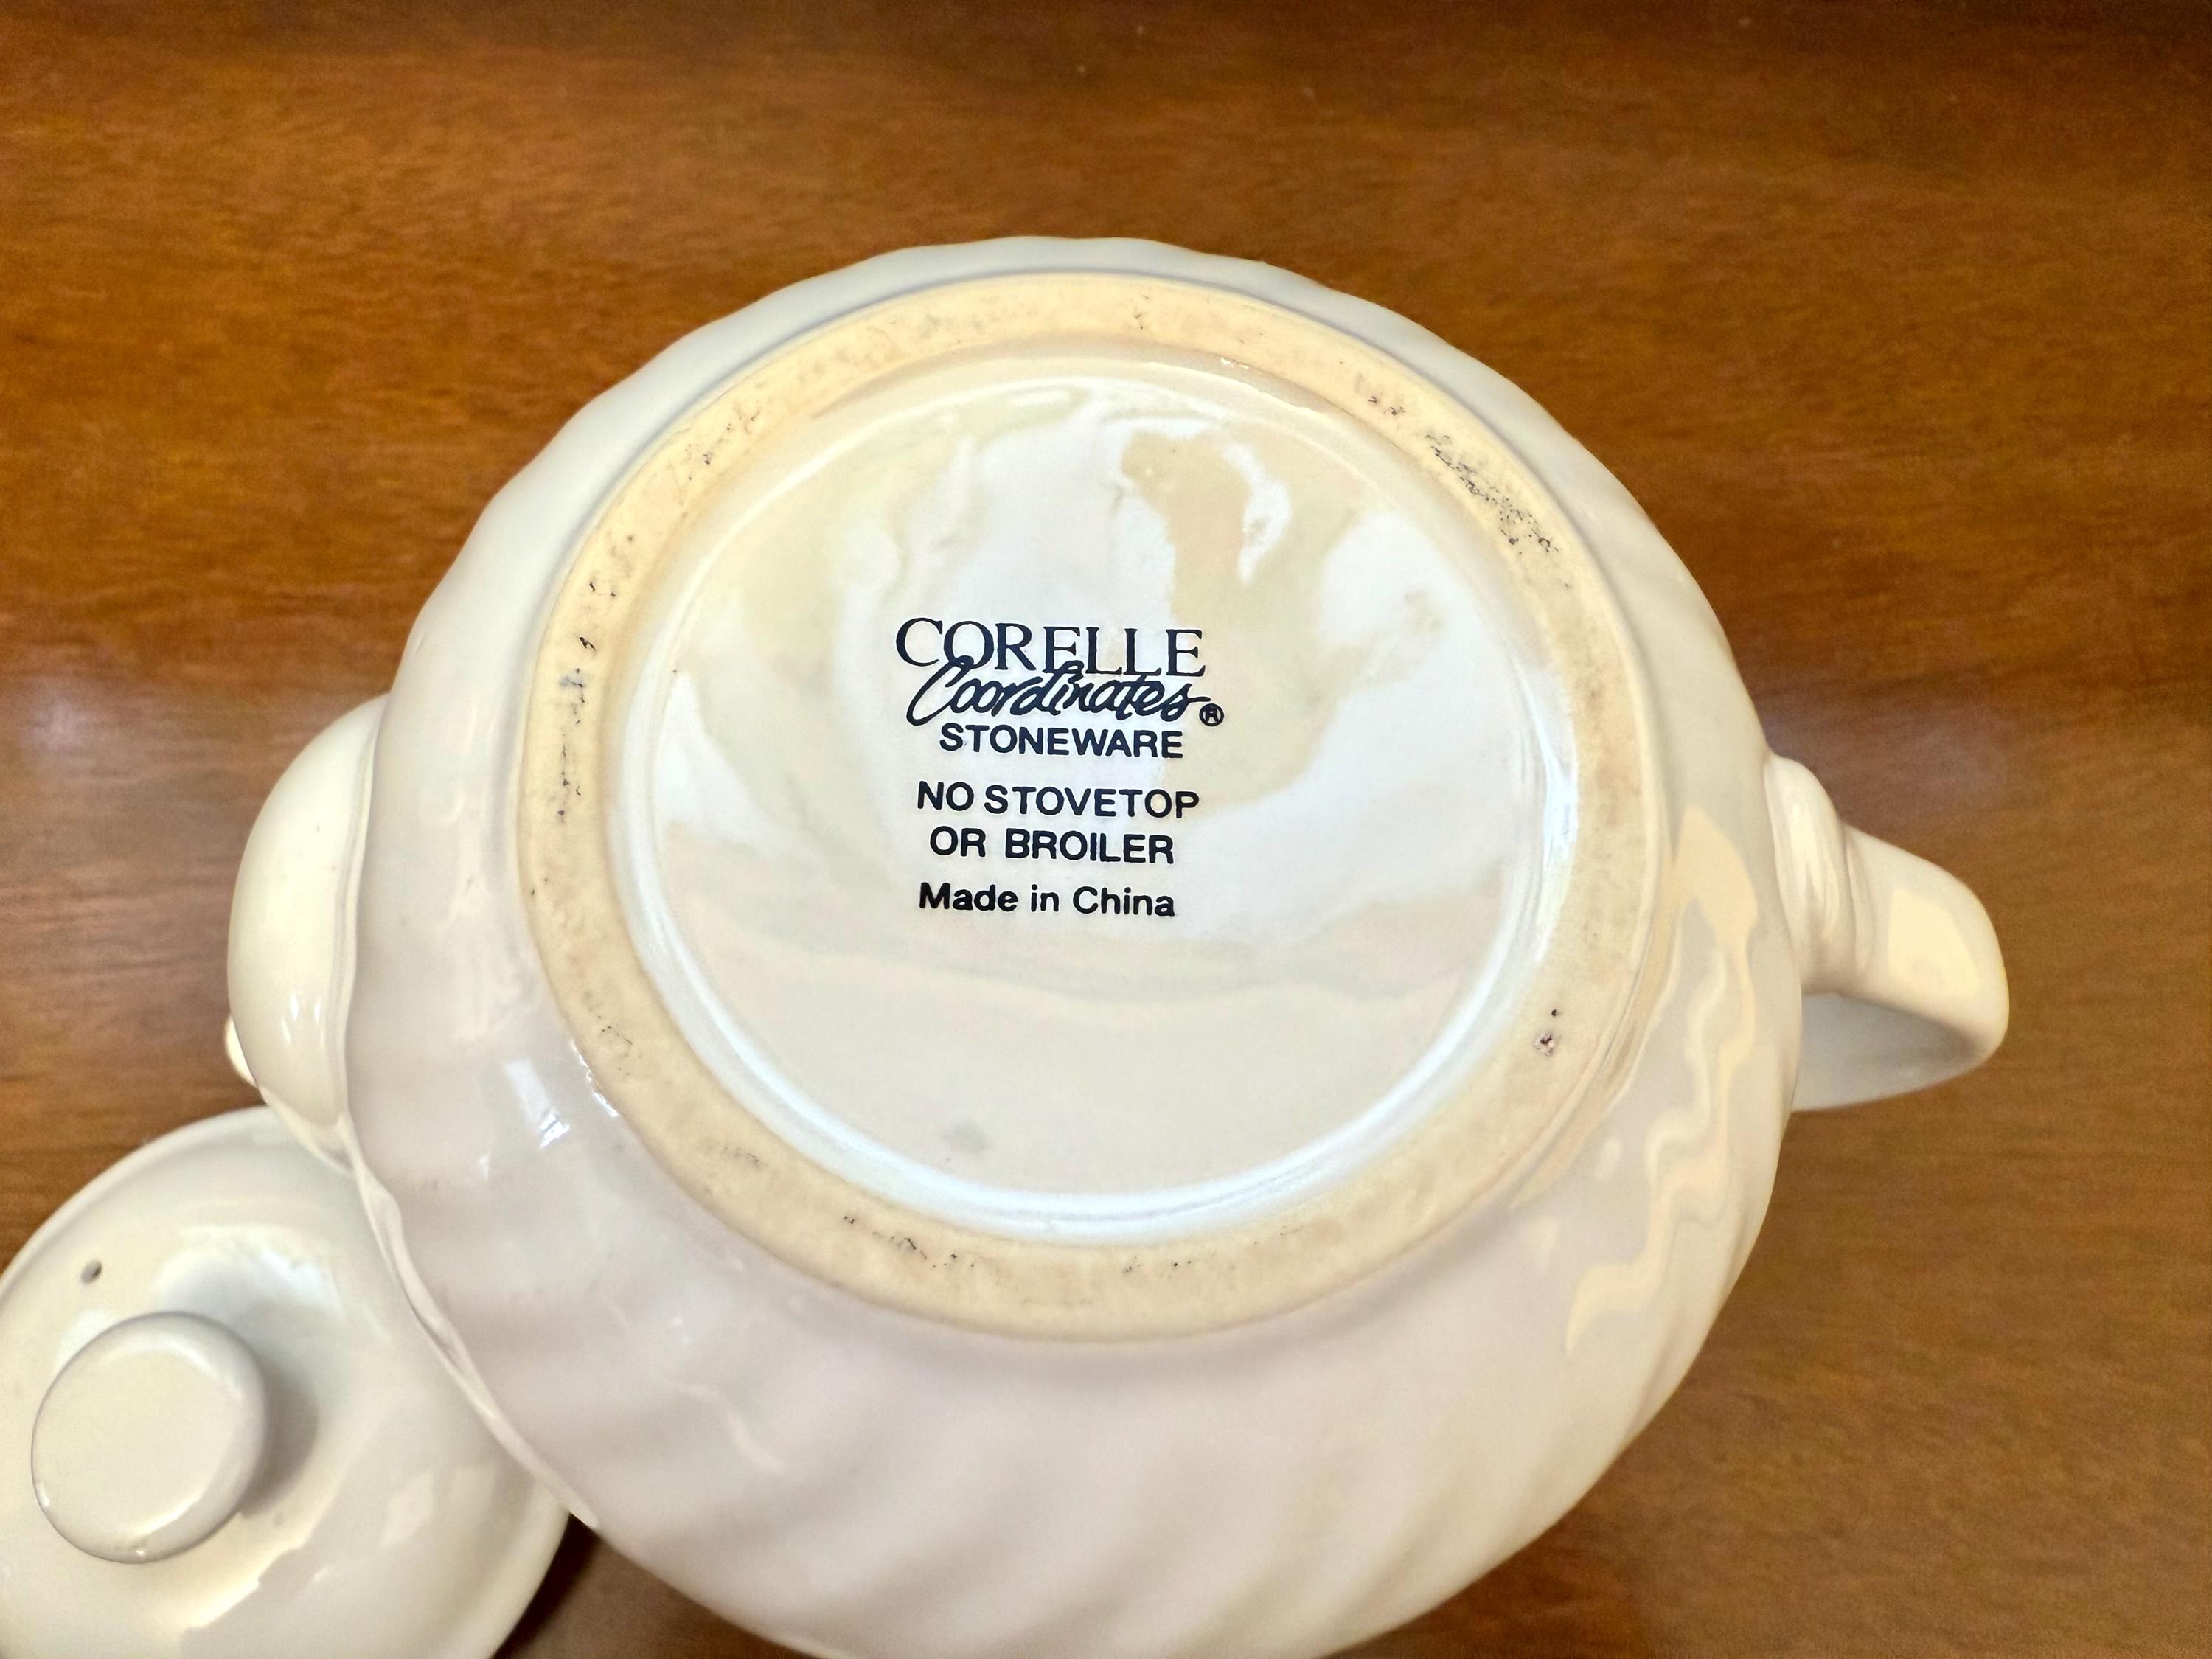 CORELLE
Coordinates®
STONEWARE
NO STOVETOP
OR BROILER
Made in China